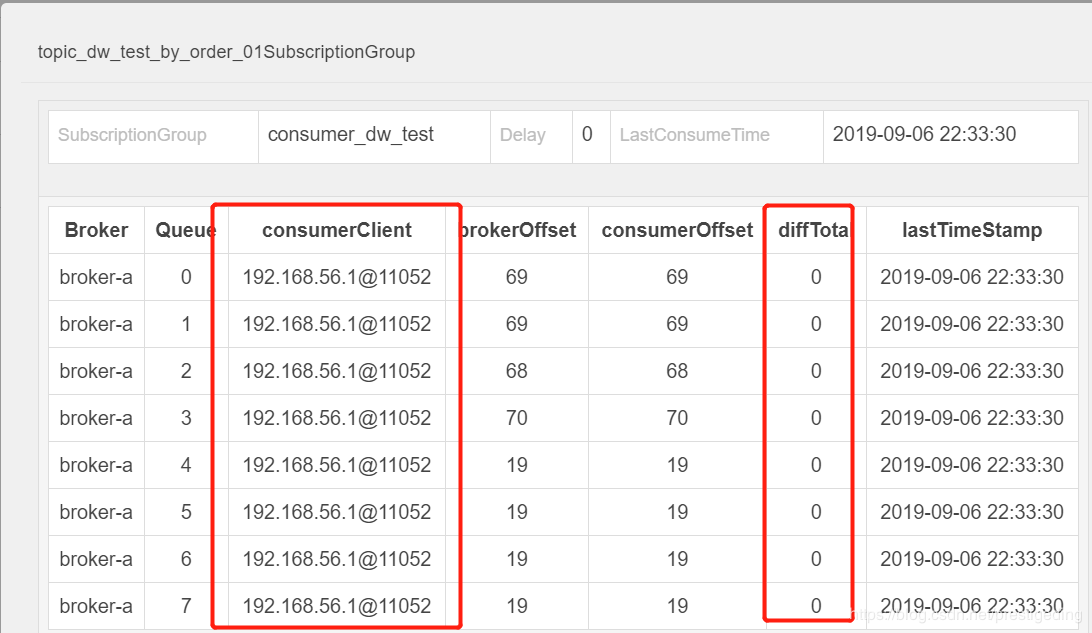 topic_dw_test_by_order_01SubscriptionGroup
SubscriptionGroup consumer_dw_test Delay 0 LastConsumeTime 2019-09-06 22:33:30
Broker Queue consumerClient brokerOffset consumerOffset diffTota lastTimeStamp
broker-a 0 192.168.56.1@11052 69 69 0 2019-09-06 22:33:30
broker-a 1 192.168.56.1@11052 69 69 0 2019-09-06 22:33:30
broker-a 2 192.168.56.1@11052 68 68 0 2019-09-06 22:33:30
broker-a 3 192.168.56.1@11052 70 70 0 2019-09-06 22:33:30
broker-a 4 192.168.56.1@11052 19 19 0 2019-09-06 22:33:30
broker-a 5 192.168.56.1@11052 19 19 0 2019-09-06 22:33:30
broker-a 6 192.168.56.1@11052 19 19 0 2019-09-06 22:33:30
broker-a 7 192.168.56.1@11052 19 19 0 2019-09-06 22:33:30
https://blog.csdn.net/prestigeding